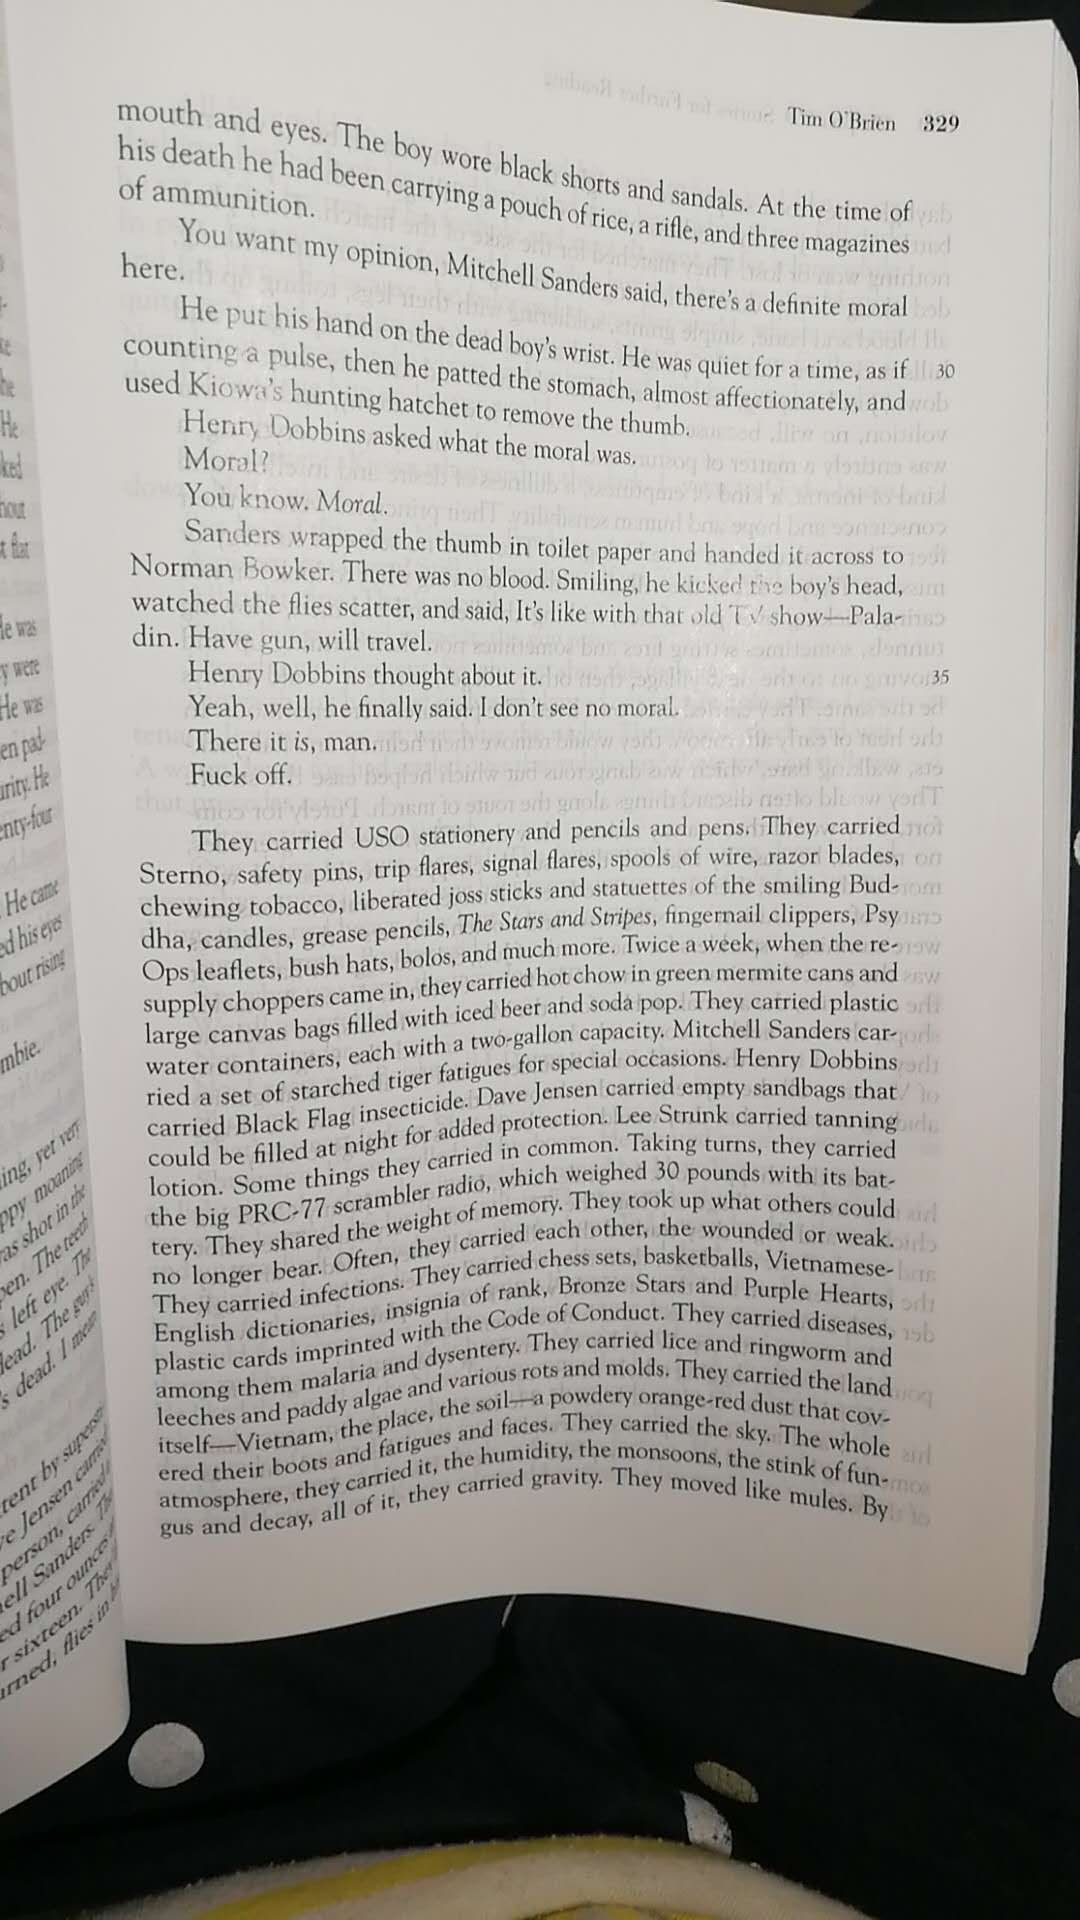 Tim O'Brien 329
mouth and eyes. The boy wore black shorts and sandals. At the time of
his death he had been carrying a pouch of rice, a rifle, and three magazines
of ammunition.
You want my opinion, Mitchell Sanders said, there's a definite moral
here.
He put his hand on the dead boy's wrist. He was quiet for a time, as if 30
counting a pulse, then he patted the stomach, almost affectionately, and
used Kiowa's hunting hatchet to remove the thumb.
Henry Dobbins asked what the moral was.
Moral?
You know. Moral.
Sanders wrapped the thumb in toilet paper and handed it across to
Norman Bowker. There was no blood. Smiling, he kicked the boy's head,
watched the flies scatter, and said, It's like with that old TV show—Pala-
din. Have gun, will travel.
Henry Dobbins thought about it. 35
Yeah, well, he finally said. I don't see no moral.
There it is, man.
Fuck off.
They carried USO stationery and pencils and pens. They carried
Sterno, safety pins, trip flares, signal flares, spools of wire, razor blades,
chewing tobacco, liberated joss sticks and statuettes of the smiling Bud-
dha, candles, grease pencils, The Stars and Stripes, fingernail clippers, Psy
Ops leaflets, bush hats, bolos, and much more. Twice a week, when the re-
supply choppers came in, they carried hot chow in green mermite cans and
large canvas bags filled with iced beer and soda pop. They carried plastic
water containers, each with a two-gallon capacity. Mitchell Sanders car-
ried a set of starched tiger fatigues for special occasions. Henry Dobbins
carried Black Flag insecticide. Dave Jensen carried empty sandbags that
could be filled at night for added protection. Lee Strunk carried tanning
lotion. Some things they carried in common. Taking turns, they carried
the big PRC-77 scrambler radio, which weighed 30 pounds with its bat-
tery. They shared the weight of memory. They took up what others could
no longer bear. Often, they carried each other, the wounded or weak.
They carried infections. They carried chess sets, basketballs, Vietnamese-
English dictionaries, insignia of rank, Bronze Stars and Purple Hearts,
plastic cards imprinted with the Code of Conduct. They carried diseases,
among them malaria and dysentery. They carried lice and ringworm and
leeches and paddy algae and various rots and molds. They carried the land
itself—Vietnam, the place, the soil—a powdery orange-red dust that cov-
ered their boots and fatigues and faces. They carried the sky. The whole
atmosphere, they carried it, the humidity, the monsoons, the stink of fun-
gus and decay, all of it, they carried gravity. They moved like mules. By